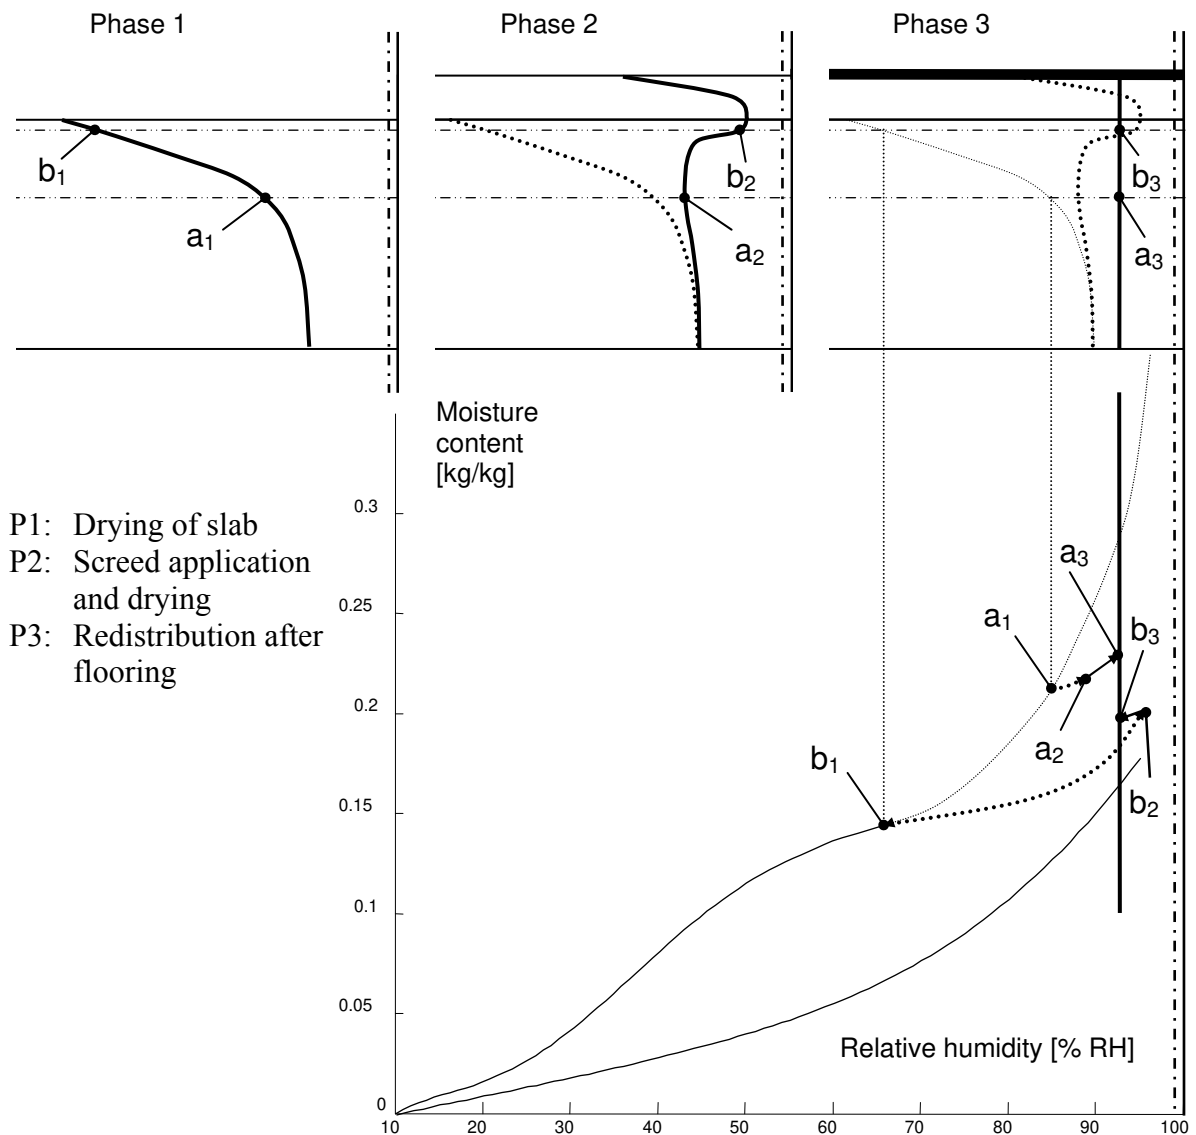 Phase 1
Phase 2
Phase 3
b1
a1
b2
a2
b3
a3
Moisture
content
[kg/kg]
P1: Drying of slab
P2: Screed application
and drying
P3: Redistribution after
flooring
0.3
0.25
0.2
0.15
0.1
0.05
0
a3
a1
b3
a2
b1
b2
Relative humidity [% RH]
10 20 30 40 50 60 70 80 90 100